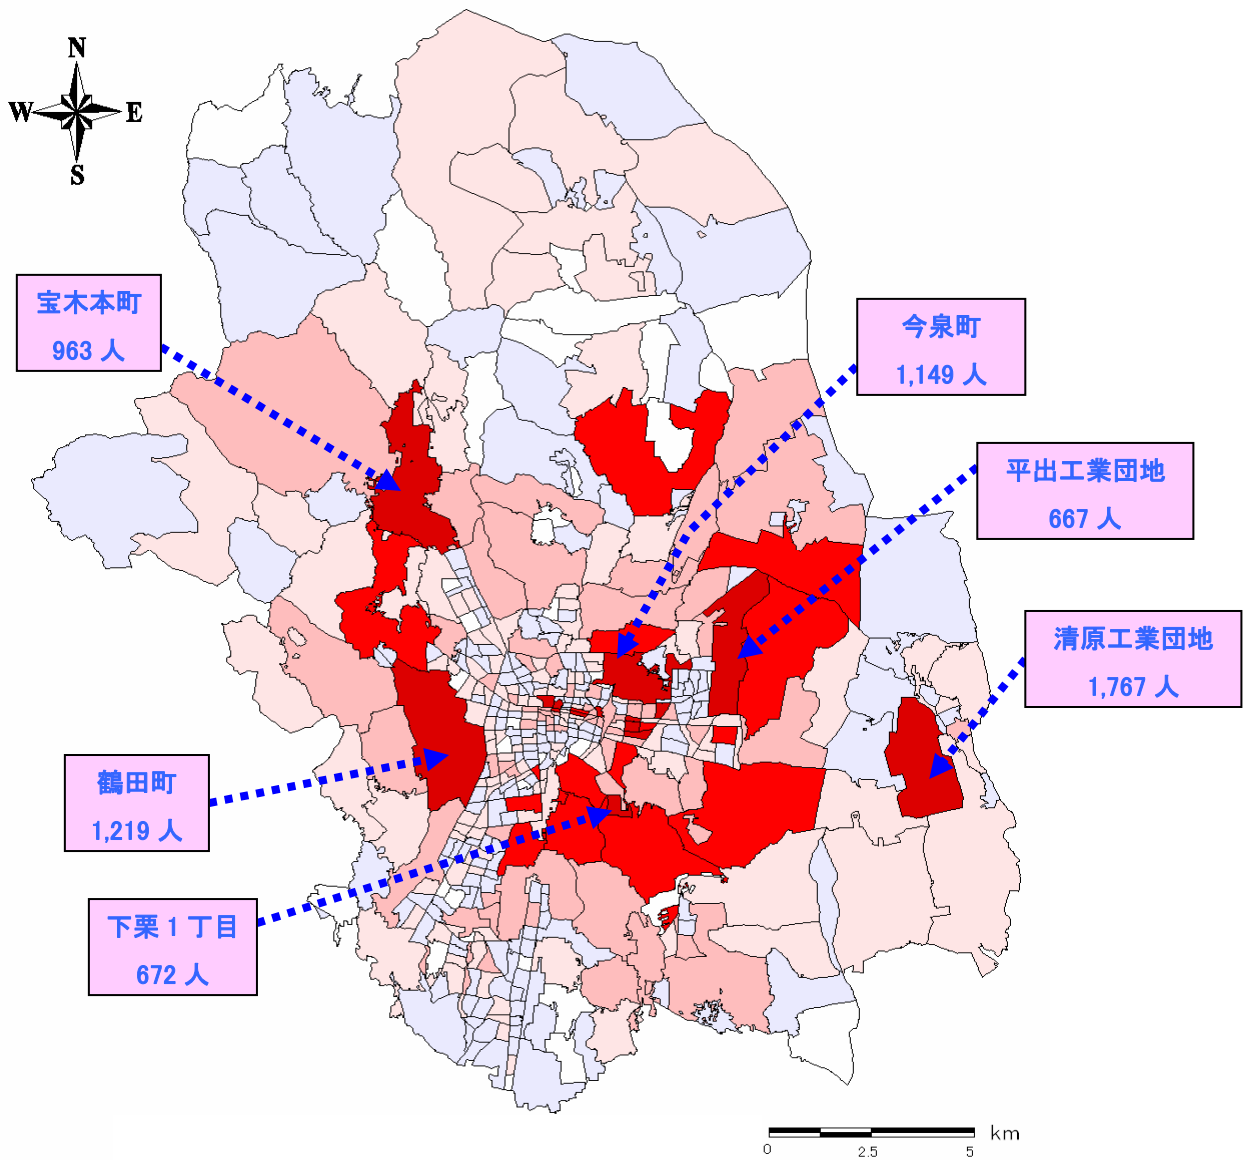 N
W
E
S
宝木本町
963 人
今泉町
1,149 人
平出工業団地
667 人
清原工業団地
1,767 人
鶴田町
1,219 人
下栗 1 丁目
672 人
km
0
2.5
5